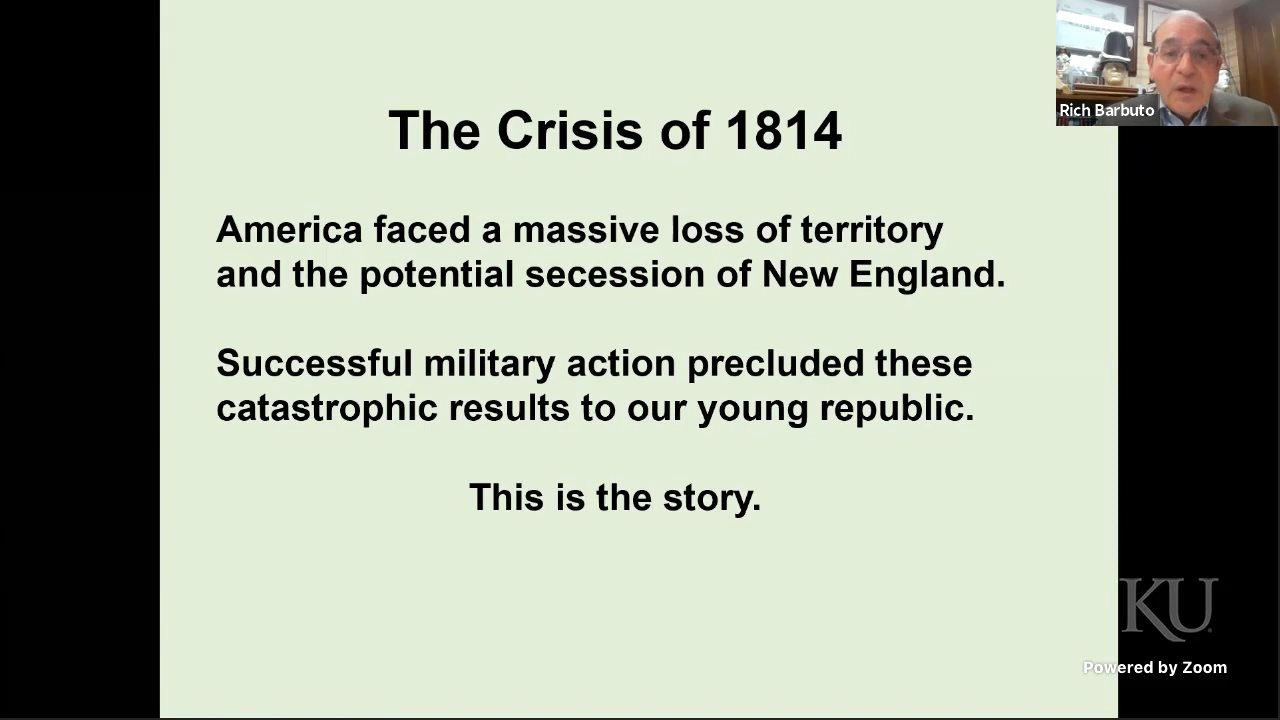 The Crisis of 1814
America faced a massive loss of territory
and the potential secession of New England.
Successful military action precluded these
catastrophic results to our young republic.
This is the story.
Rich Barbuto
KU
Powered by Zoom